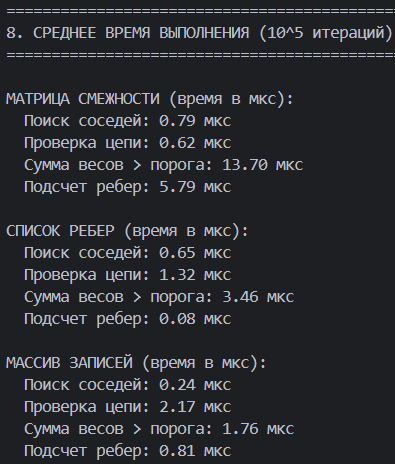 ================================================
8. СРЕДНЕЕ ВРЕМЯ ВЫПОЛНЕНИЯ (10^5 итераций)
================================================
МАТРИЦА СМЕЖНОСТИ (время в мкс):
Поиск соседей: 0.79 мкс
Проверка цепи: 0.62 мкс
Сумма весов > порога: 13.70 мкс
Подсчет ребер: 5.79 мкс
СПИСОК РЕБЕР (время в мкс):
Поиск соседей: 0.65 мкс
Проверка цепи: 1.32 мкс
Сумма весов > порога: 3.46 мкс
Подсчет ребер: 0.08 мкс
МАССИВ ЗАПИСЕЙ (время в мкс):
Поиск соседей: 0.24 мкс
Проверка цепи: 2.17 мкс
Сумма весов > порога: 1.76 мкс
Подсчет ребер: 0.81 мкс